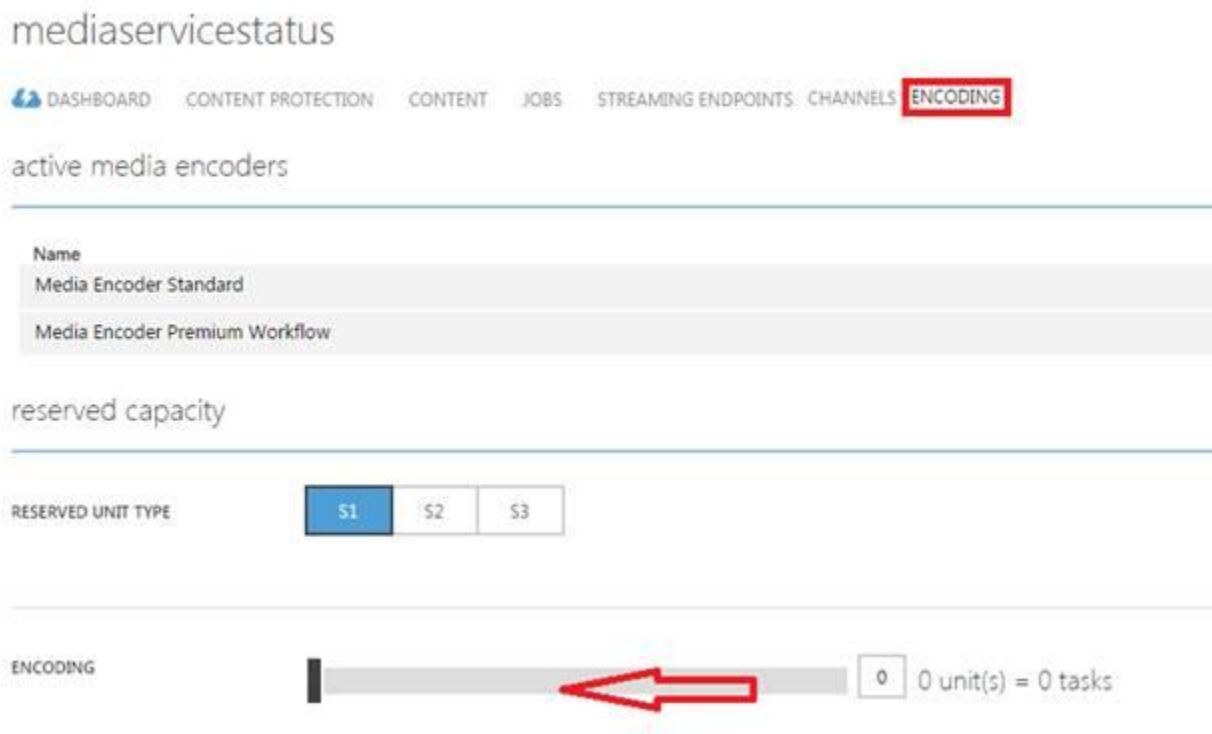 mediaservicestatus
DASHBOARD CONTENT PROTECTION CONTENT JOBS STREAMING ENDPOINTS CHANNELS ENCODING
active media encoders
Name
Media Encoder Standard
Media Encoder Premium Workflow
reserved capacity
RESERVED UNIT TYPE S1 S2 S3
ENCODING 0 0 unit(s) = 0 tasks